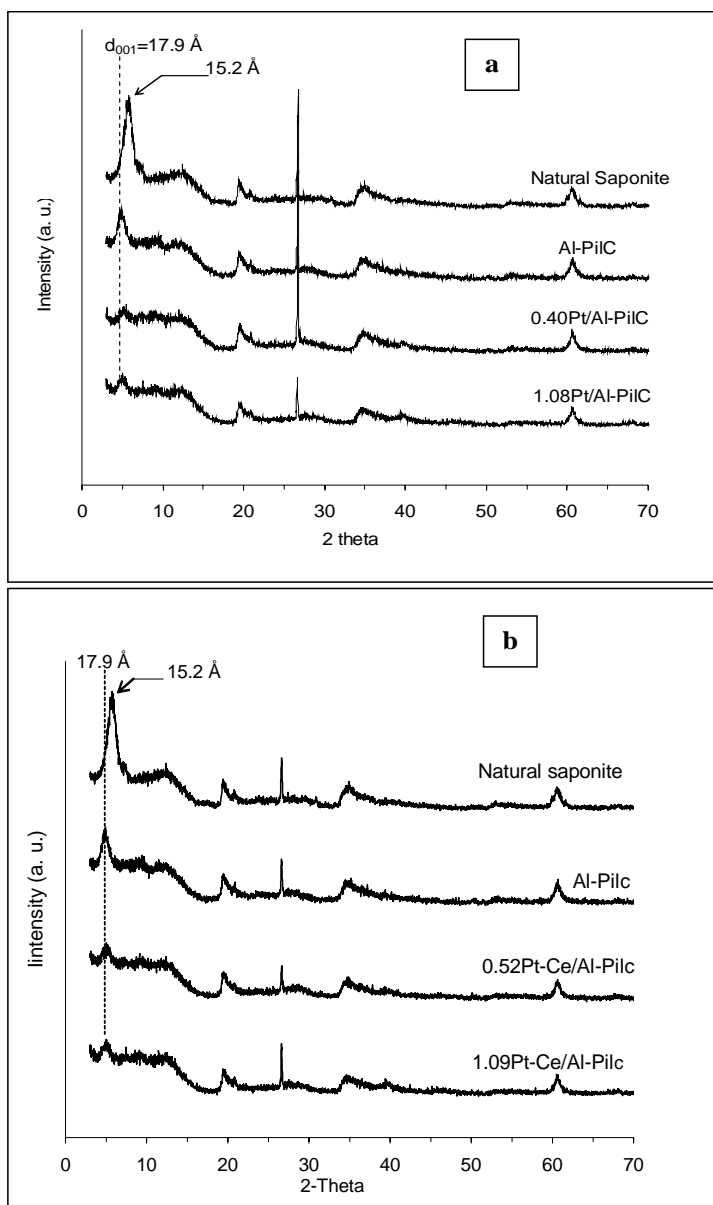 d001=17.9 Å
15.2 Å
a
Natural Saponite
Al-PilC
0.40Pt/Al-PilC
1.08Pt/Al-PilC
Intensity (a. u.)
0 10 20 30 40 50 60 70
2 theta
b
17.9 Å
15.2 Å
Natural saponite
Al-Pilc
0.52Pt-Ce/Al-Pilc
1.09Pt-Ce/Al-Pilc
Iintensity (a. u.)
0 10 20 30 40 50 60 70
2-Theta